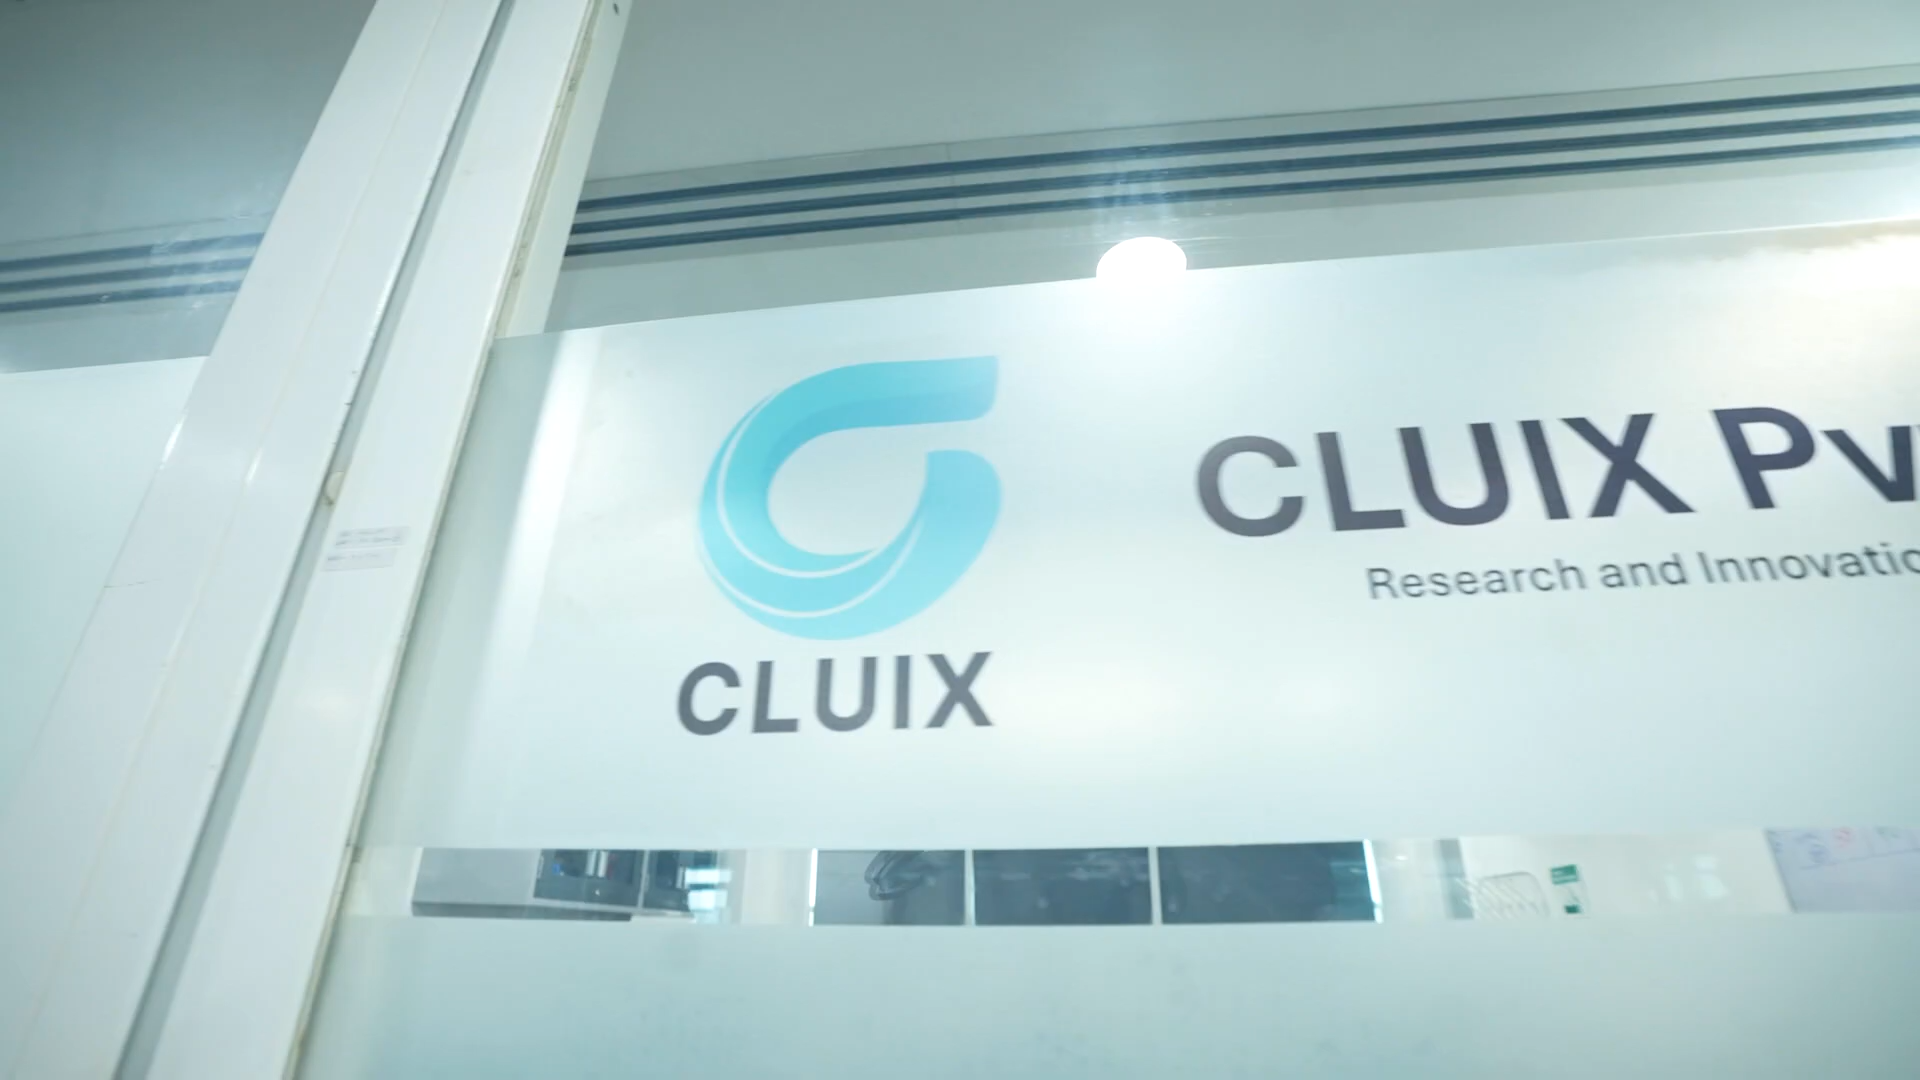 CLUIX
CLUIX Pv
Research and Innovatio